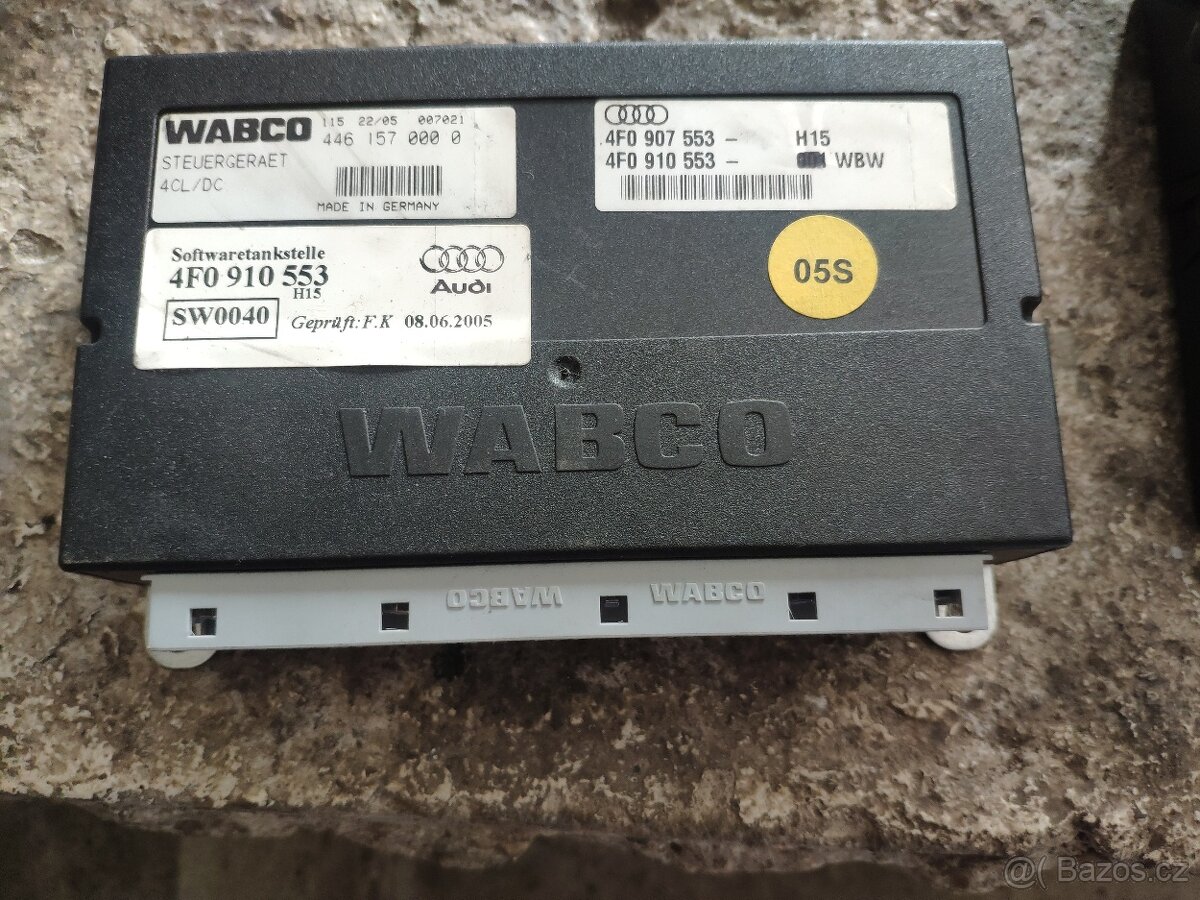 WABCO
115 22/05 007021
446 157 000 0
STEUERGERAET
4CL/DC
MADE IN GERMANY
4F0 907 553 - H15
4F0 910 553 - WBW
Softwaretankstelle
4F0 910 553
H15
Audi
SW0040
Geprüft: F.K 08.06.2005
05S
WABCO
WABCO
WABCO
@( Bazos.cz